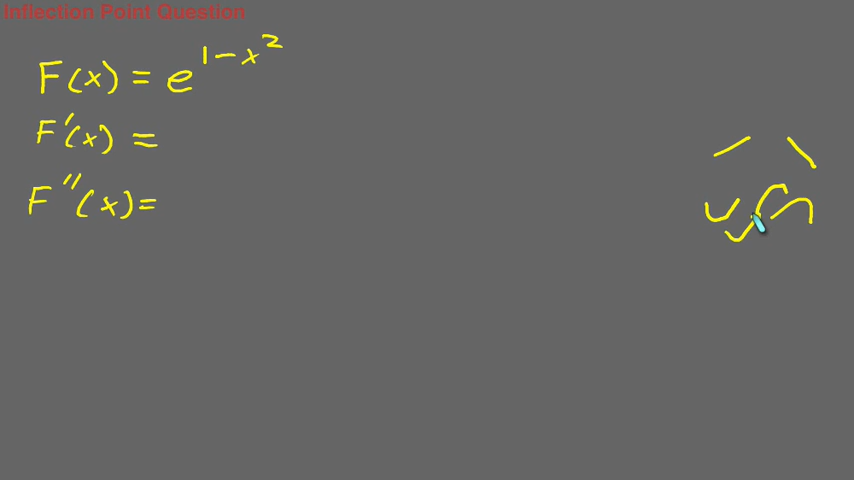 Inflection Point Question
F(x) = e^{1-x^2}
F'(x) =
F''(x)=